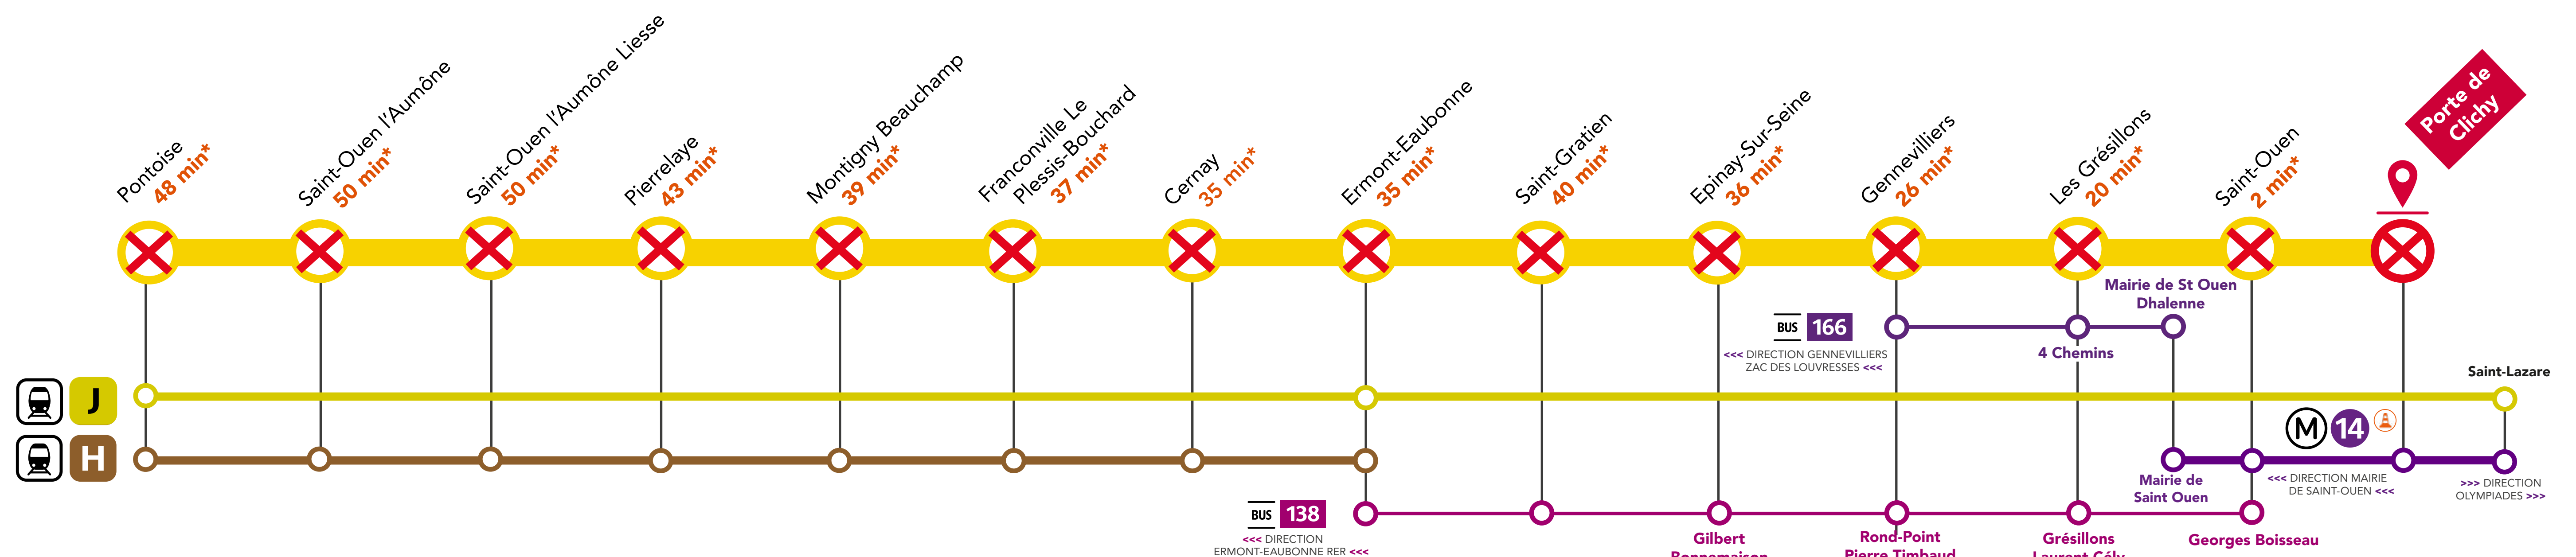 Pontoise
48 min*
Saint-Ouen l'Aumône
50 min*
Saint-Ouen l'Aumône Liesse
50 min*
Pierrelaye
43 min*
Montigny Beauchamp
39 min*
Franconville Le
Plessis-Bouchard
37 min*
Cernay
35 min*
Ermont-Eaubonne
35 min*
Saint-Gratien
40 min*
Epinay-Sur-Seine
36 min*
Gennevilliers
26 min*
Les Grésillons
20 min*
Saint-Ouen
2 min*
Porte de
Clichy
Mairie de St Ouen
Dhalenne
BUS 166
<<< DIRECTION GENNEVILLIERS
ZAC DES LOUVRESSES <<<
4 Chemins
Saint-Lazare
J
M 14
H
Mairie de
Saint Ouen
<<< DIRECTION MAIRIE
DE SAINT-OUEN <<<
>>> DIRECTION
OLYMPIADES >>>
BUS 138
<<< DIRECTION
ERMONT-EAUBONNE RER <<<
Gilbert
Bonnemaison
Rond-Point
Pierre Timbaud
Grésillons
Laurent Cély
Georges Boisseau